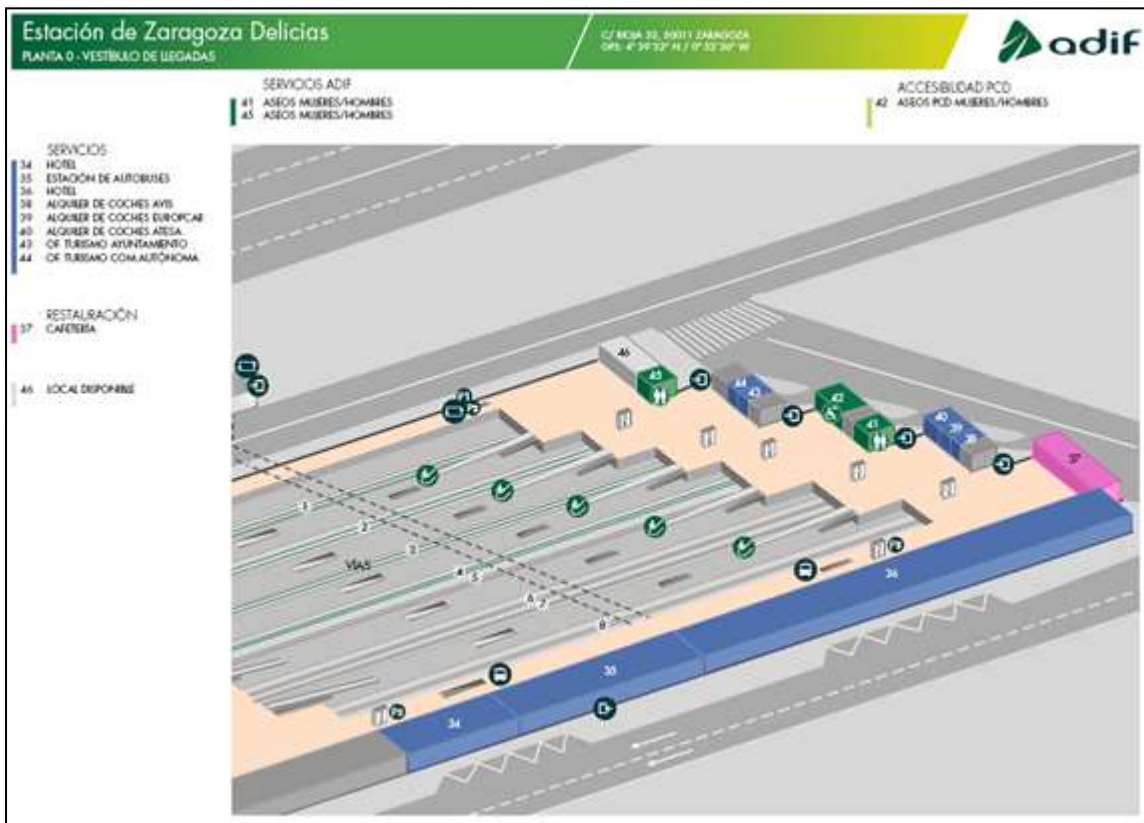 Estación de Zaragoza Delicias
PLANTA 0 - VESTÍBULO DE LLEGADAS
C/ RIOJA 33, 50011 ZARAGOZA
adif
SERVICIOS ADIF
41 ASEOS MUJERES/HOMBRES
45 ASEOS MUJERES/HOMBRES
ACCESIBILIDAD PCD
42 ASEOS PCD MUJERES/HOMBRES
SERVICIOS
34 HOTEL
35 ESTACIÓN DE AUTOBUSES
36 HOTEL
38 ALQUILER DE COCHES AVIS
39 ALQUILER DE COCHES EUROPCAR
40 ALQUILER DE COCHES ATESA
43 OF TURISMO AYUNTAMIENTO
44 OF TURISMO COM.AUTÓNOMA
RESTAURACIÓN
37 CAFETERÍA
46 LOCAL DISPONIBLE
46
45
44
43
42
41
40
39
38
37
1
2
3
VÍAS
4
5
6
7
8
36
35
34